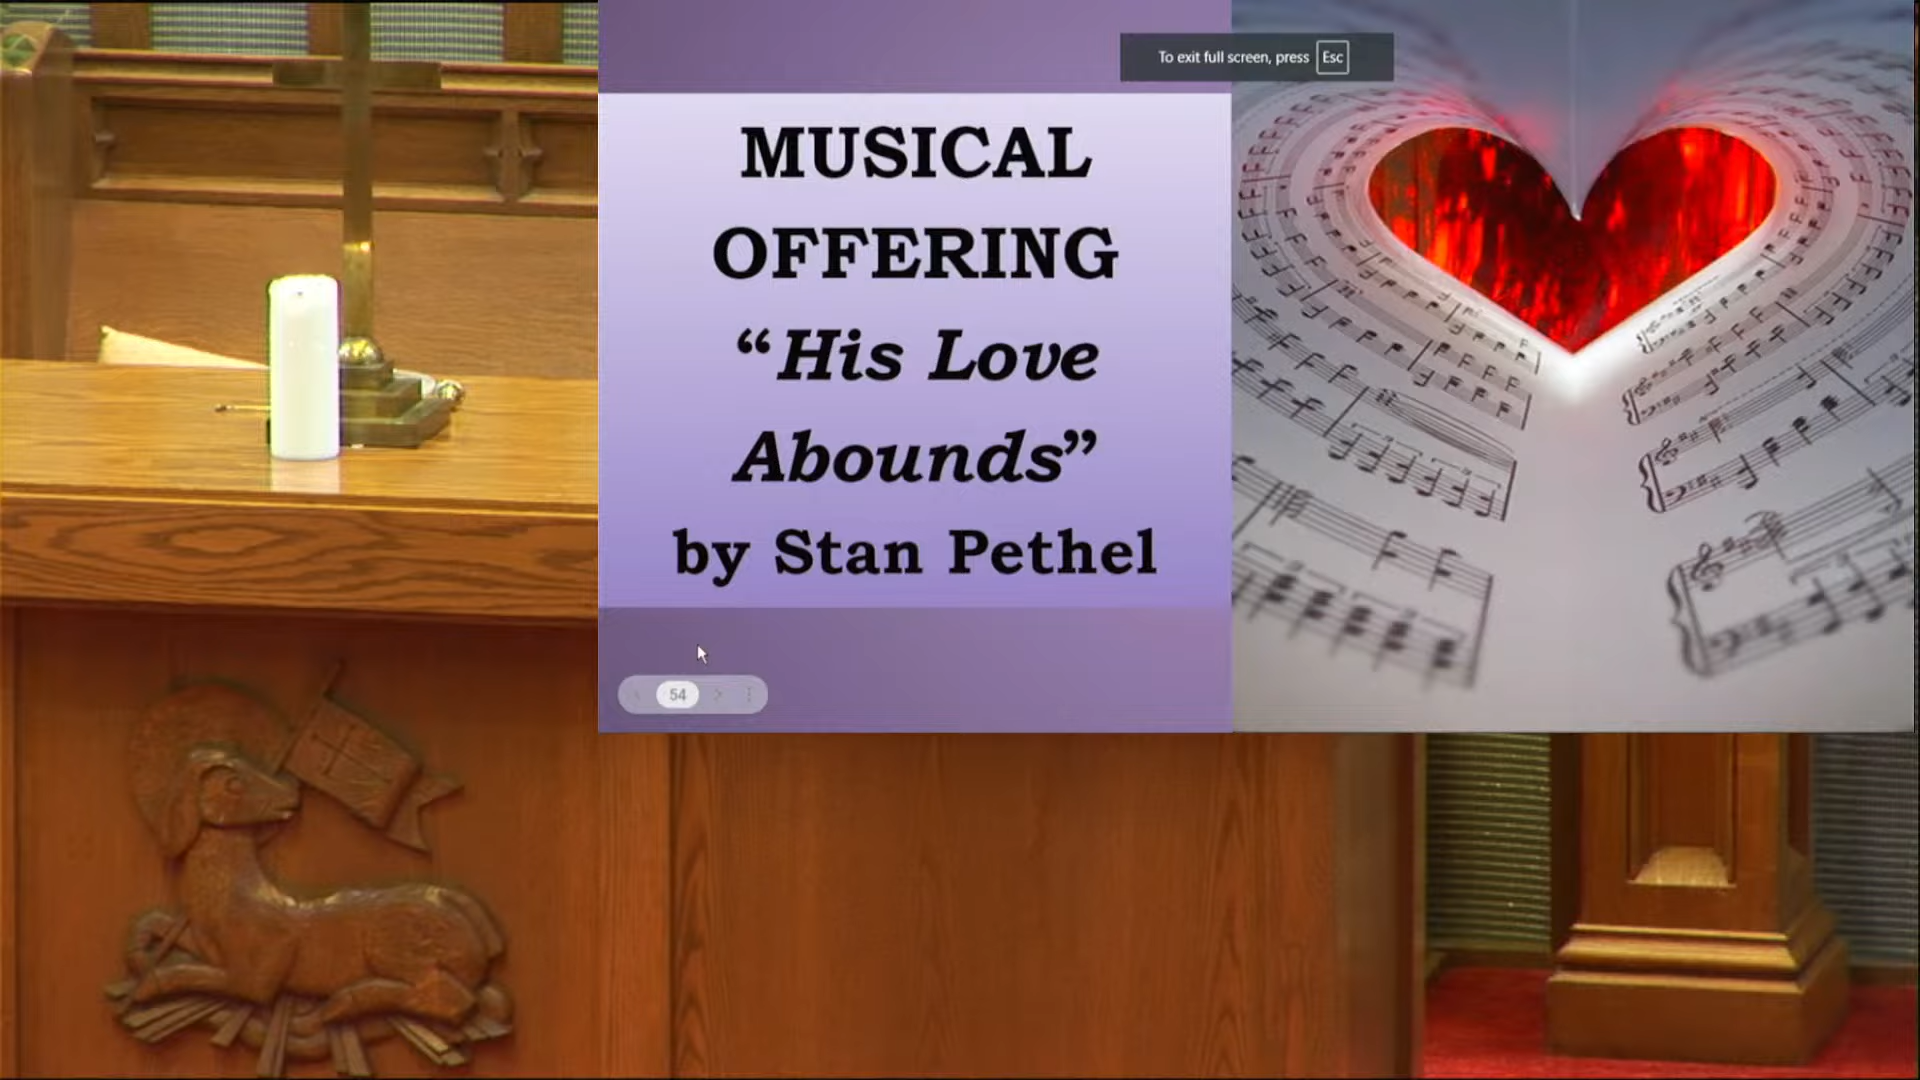 To exit full screen, press Esc
MUSICAL
OFFERING
“His Love
Abounds”
by Stan Pethel
54